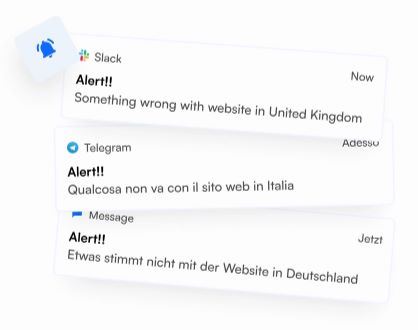 Slack
Now
Alert!!
Something wrong with website in United Kingdom
Telegram
Adesso
Alert!!
Qualcosa non va con il sito web in Italia
Message
Jetzt
Alert!!
Etwas stimmt nicht mit der Website in Deutschland